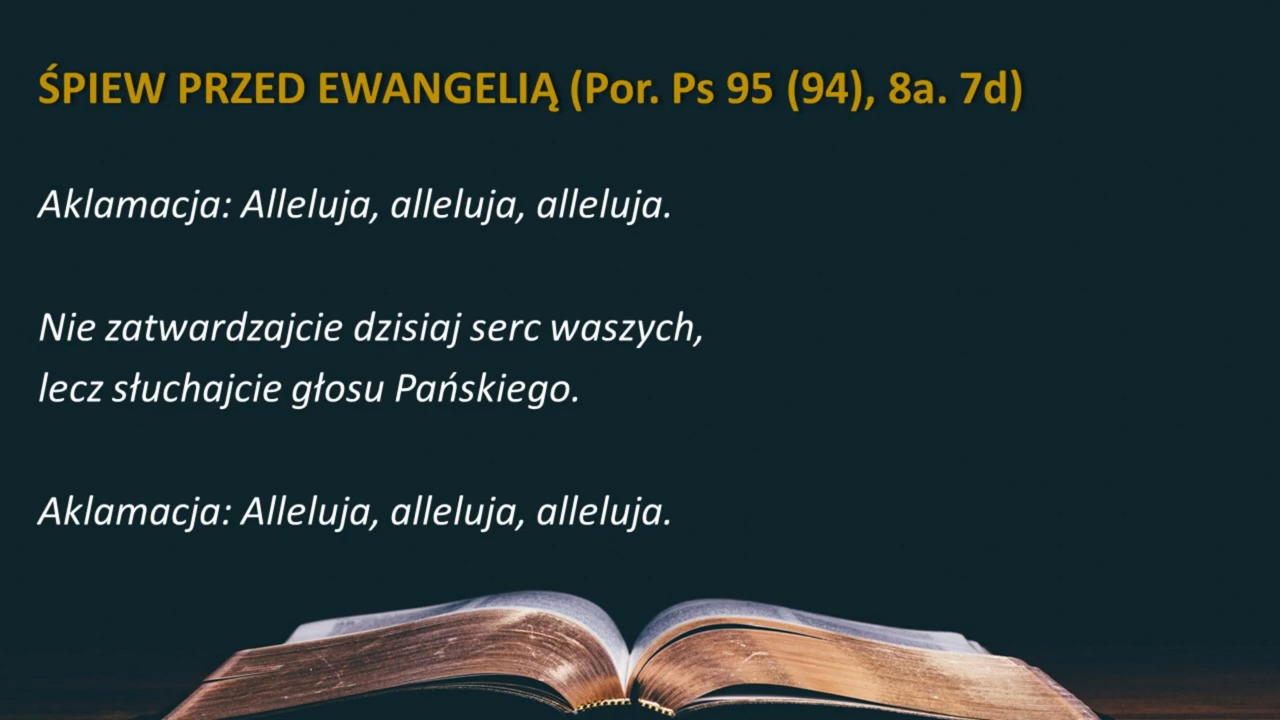 ŚPIEW PRZED EWANGELIĄ (Por. Ps 95 (94), 8a. 7d)
Aklamacja: Alleluja, alleluja, alleluja.
Nie zatwardzajcie dzisiaj serc waszych,
lecz słuchajcie głosu Pańskiego.
Aklamacja: Alleluja, alleluja, alleluja.